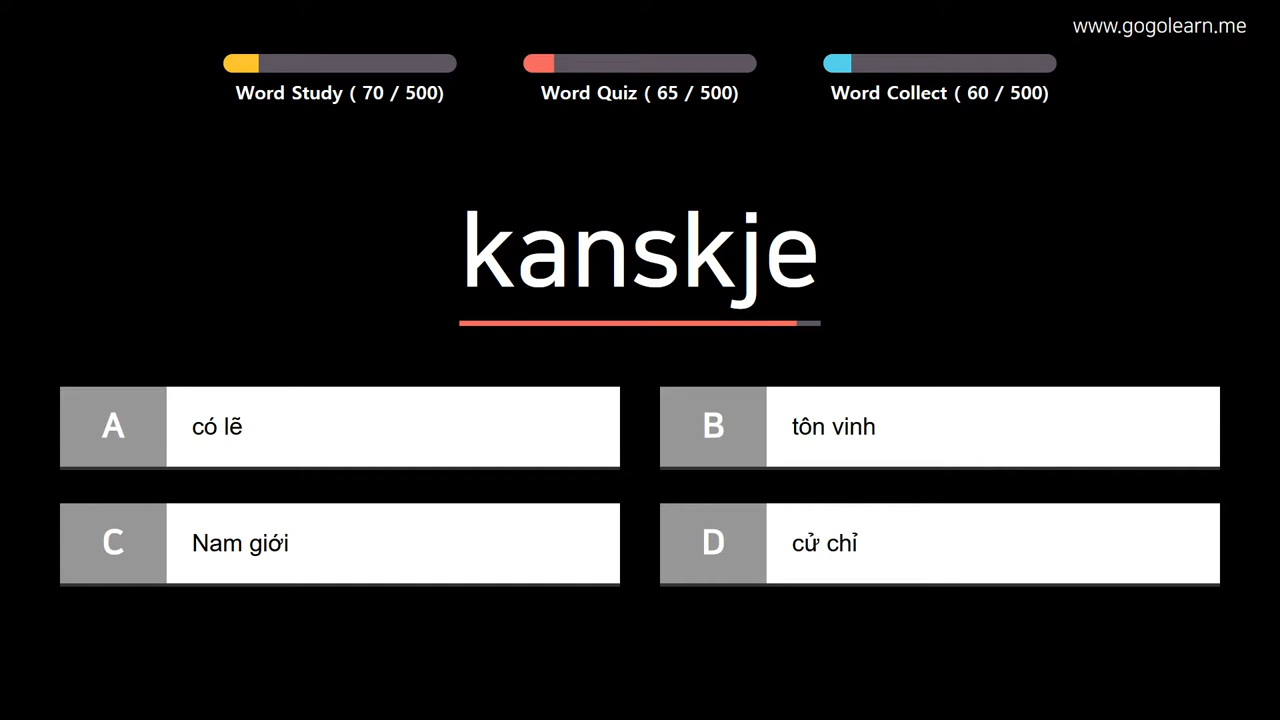 www.gogolearn.me
Word Study ( 70 / 500)
Word Quiz ( 65 / 500)
Word Collect ( 60 / 500)
kanskje
A
có lẽ
B
tôn vinh
C
Nam giới
D
cử chỉ